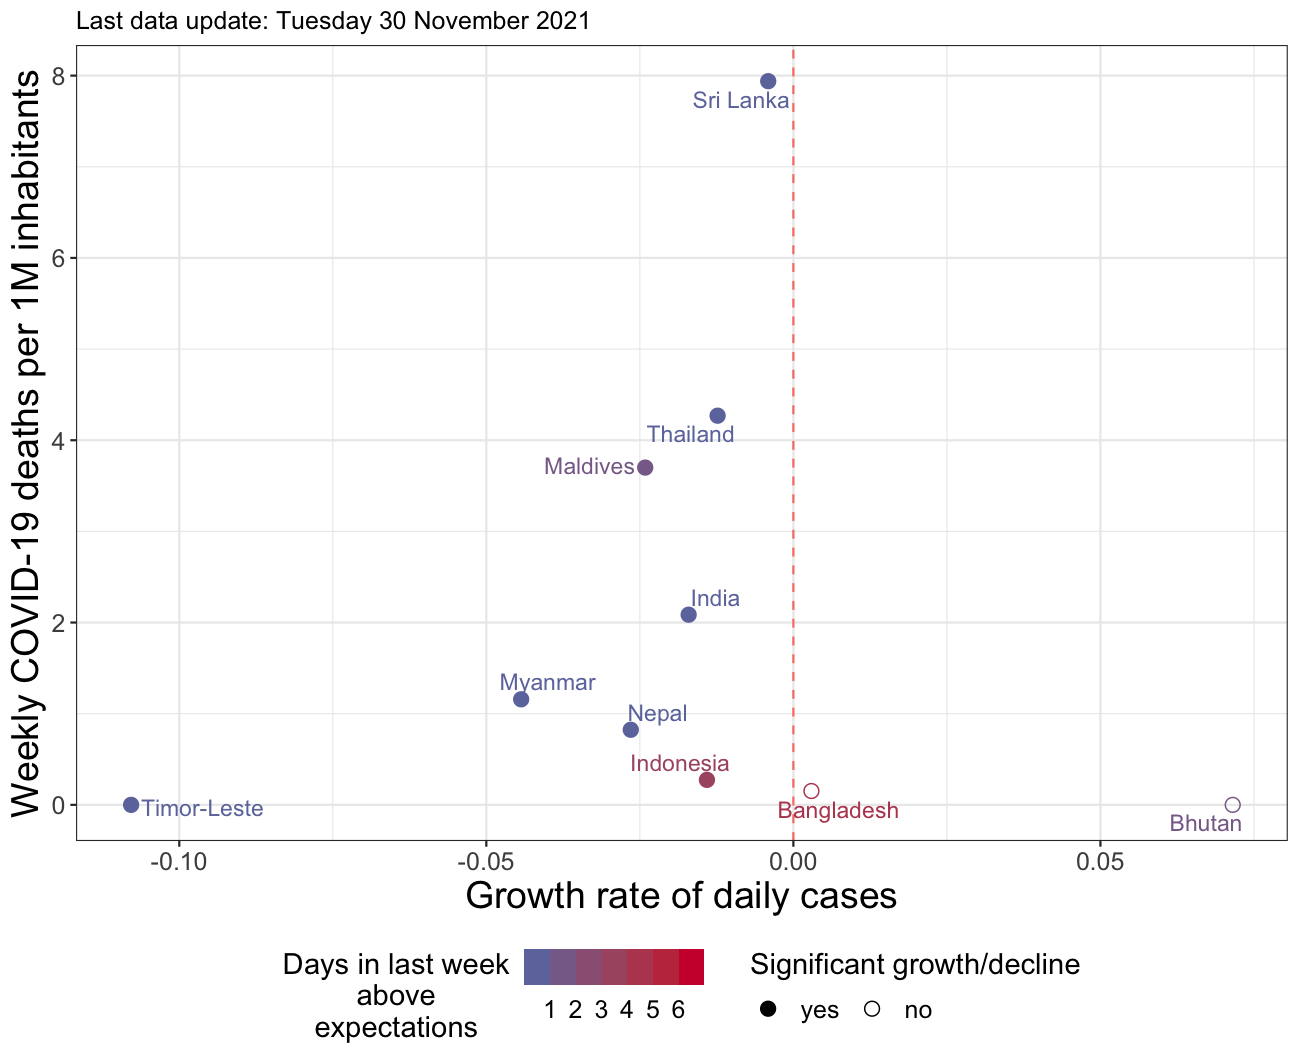 Last data update: Tuesday 30 November 2021
Weekly COVID-19 deaths per 1M inhabitants
8
6
4
2
0
Sri Lanka
Thailand
Maldives
India
Myanmar
Nepal
Indonesia
Bangladesh
Timor-Leste
Bhutan
-0.10 -0.05 0.00 0.05
Growth rate of daily cases
Days in last week
above
expectations
1 2 3 4 5 6
Significant growth/decline
yes no